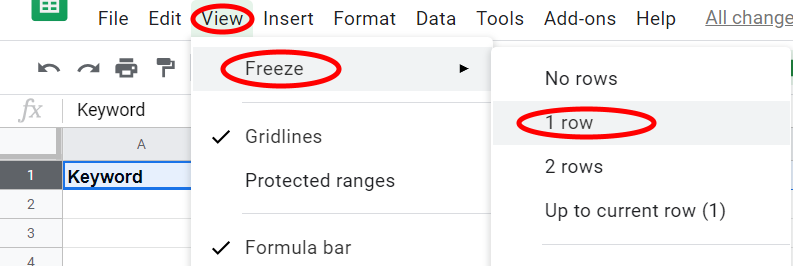 File Edit View Insert Format Data Tools Add-ons Help All change
Freeze ►
No rows
fx Keyword
1 row
A
✓ Gridlines
2 rows
1 Keyword
Protected ranges
2
Up to current row (1)
3
✓ Formula bar
4